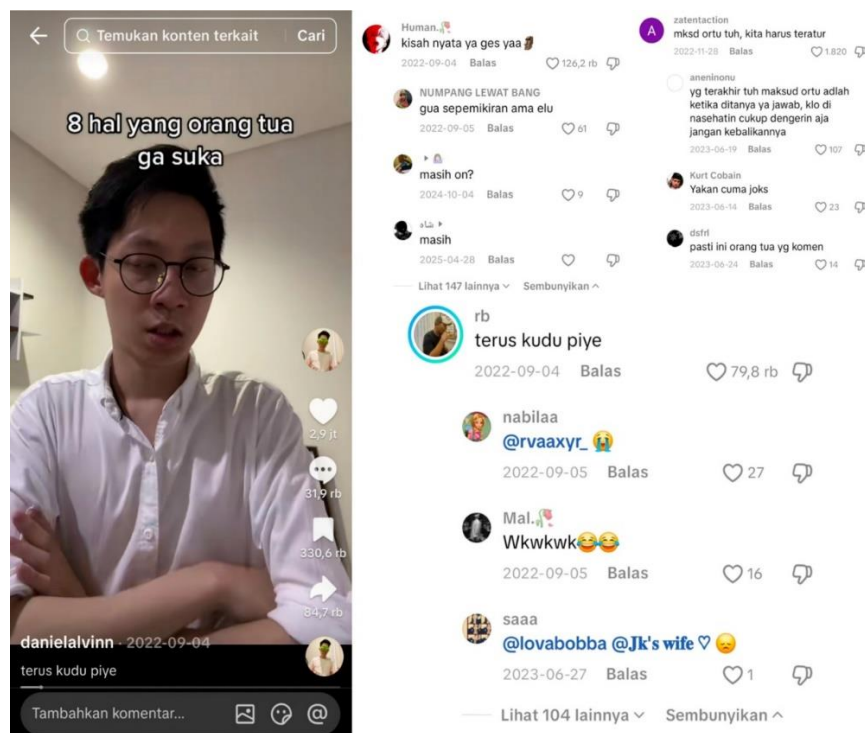 Temukan konten terkait
Cari
8 hal yang orang tua
ga suka
2,9 jt
31,9 rb
330,6 rb
84,7 rb
danielalvinn · 2022-09-04
terus kudu piye
Tambahkan komentar...
Human.🥀
kisah nyata ya ges yaa🗿
2022-09-04 Balas 126,2 rb
NUMPANG LEWAT BANG
gua sepemikiran ama elu
2022-09-05 Balas 61
masih on?
2024-10-04 Balas 9
masih
2025-04-28 Balas
Lihat 147 lainnya
Sembunyikan
zatentaction
A
mksd ortu tuh, kita harus teratur
2022-11-28 Balas 1.820
aneninonu
yg terakhir tuh maksud ortu adlah
ketika ditanya ya jawab, klo di
nasehatin cukup dengerin aja
jangan kebalikannya
2023-06-19 Balas 107
Kurt Cobain
Yakan cuma joks
2023-06-14 Balas 23
dsfrl
pasti ini orang tua yg komen
2023-06-24 Balas 14
rb
terus kudu piye
2022-09-04 Balas 79,8 rb
nabilaa
@rvaaxyr_ 😭
2022-09-05 Balas 27
Mal.🥀
Wkwkwk😂😂
2022-09-05 Balas 16
saaa
@lovabobba @Jk's wife ♡ 😞
2023-06-27 Balas 1
Lihat 104 lainnya
Sembunyikan